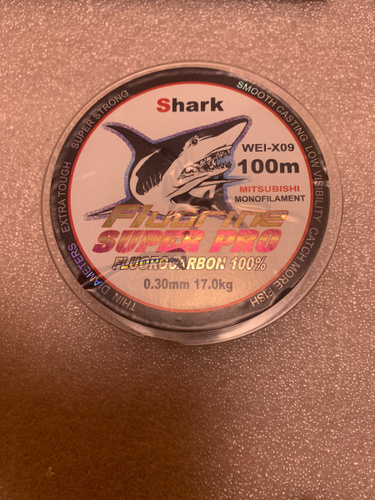 Shark
WEI-X09
100m
MITSUBISHI
MONOFILAMENT
Fluorine
SUPER PRO
FLUOROCARBON 100%
0.30mm 17.0kg
THIN DIAMETERS EXTRA TOUGH SUPER STRONG
SMOOTH CASTING LOW VISIBILITY CATCH MORE FISH